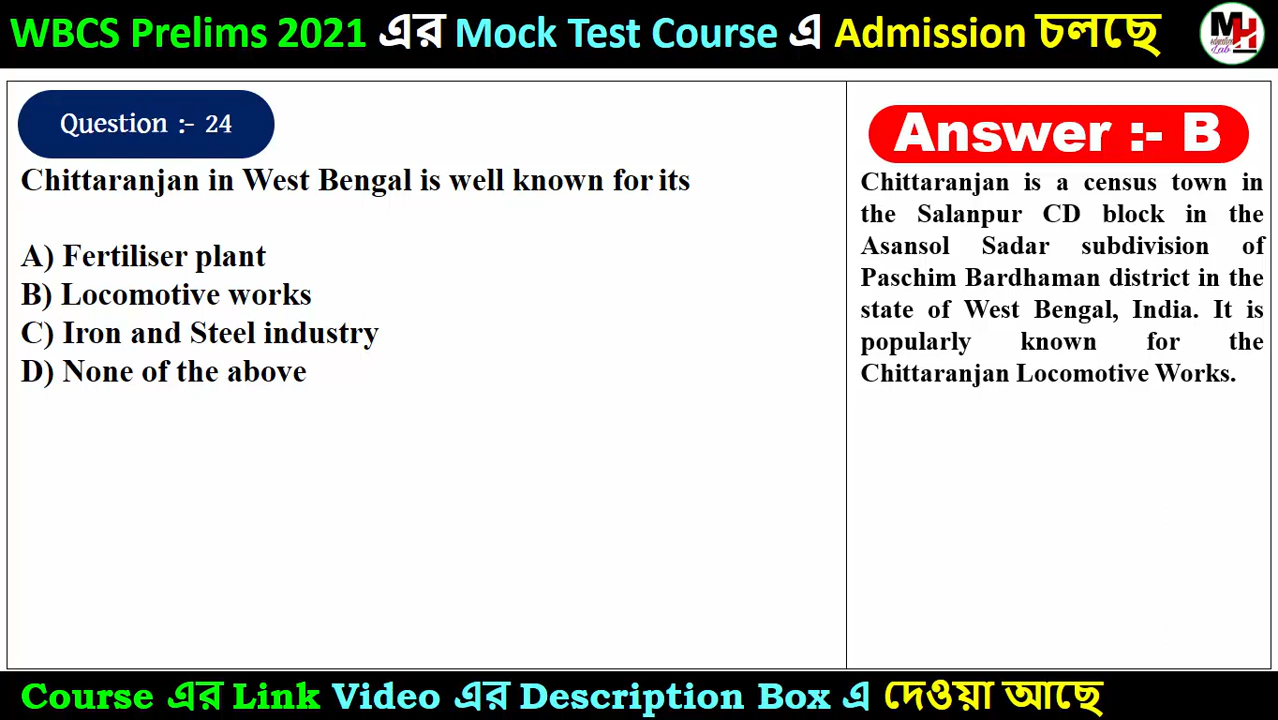 WBCS Prelims 2021 এর Mock Test Course এ Admission চলছে
MH
education
Lab
Question :- 24
Chittaranjan in West Bengal is well known for its
A) Fertiliser plant
B) Locomotive works
C) Iron and Steel industry
D) None of the above
Answer :- B
Chittaranjan is a census town in
the Salanpur CD block in the
Asansol Sadar subdivision of
Paschim Bardhaman district in the
state of West Bengal, India. It is
popularly known for the
Chittaranjan Locomotive Works.
Course এর Link Video এর Description Box এ দেওয়া আছে